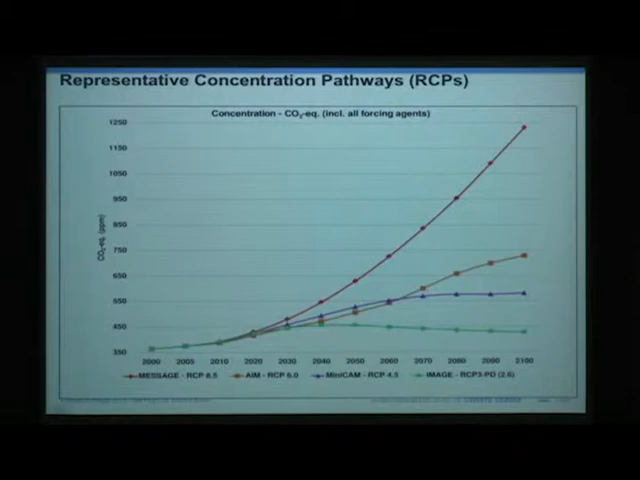 Representative Concentration Pathways (RCPs)
Concentration - CO₂-eq. (incl. all forcing agents)
CO₂-eq. (ppm)
1250
1150
1050
950
850
750
650
550
450
350
2000 2005 2010 2020 2030 2040 2050 2060 2070 2080 2090 2100
MESSAGE - RCP 8.5 AIM - RCP 6.0 MiniCAM - RCP 4.5 IMAGE - RCP3-PD (2.6)